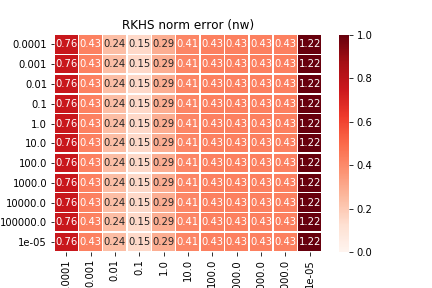 RKHS norm error (nw)
0.0001 0.76 0.43 0.24 0.15 0.29 0.41 0.43 0.43 0.43 0.43 1.22
0.001 0.76 0.43 0.24 0.15 0.29 0.41 0.43 0.43 0.43 0.43 1.22
0.01 0.76 0.43 0.24 0.15 0.29 0.41 0.43 0.43 0.43 0.43 1.22
0.1 0.76 0.43 0.24 0.15 0.29 0.41 0.43 0.43 0.43 0.43 1.22
1.0 0.76 0.43 0.24 0.15 0.29 0.41 0.43 0.43 0.43 0.43 1.22
10.0 0.76 0.43 0.24 0.15 0.29 0.41 0.43 0.43 0.43 0.43 1.22
100.0 0.76 0.43 0.24 0.15 0.29 0.41 0.43 0.43 0.43 0.43 1.22
1000.0 0.76 0.43 0.24 0.15 0.29 0.41 0.43 0.43 0.43 0.43 1.22
10000.0 0.76 0.43 0.24 0.15 0.29 0.41 0.43 0.43 0.43 0.43 1.22
100000.0 0.76 0.43 0.24 0.15 0.29 0.41 0.43 0.43 0.43 0.43 1.22
1e-05 0.76 0.43 0.24 0.15 0.29 0.41 0.43 0.43 0.43 0.43 1.22
0001 0.001 0.01 0.1 1.0 10.0 100.0 000.0 000.0 000.0 1e-05
1.0
0.8
0.6
0.4
0.2
0.0